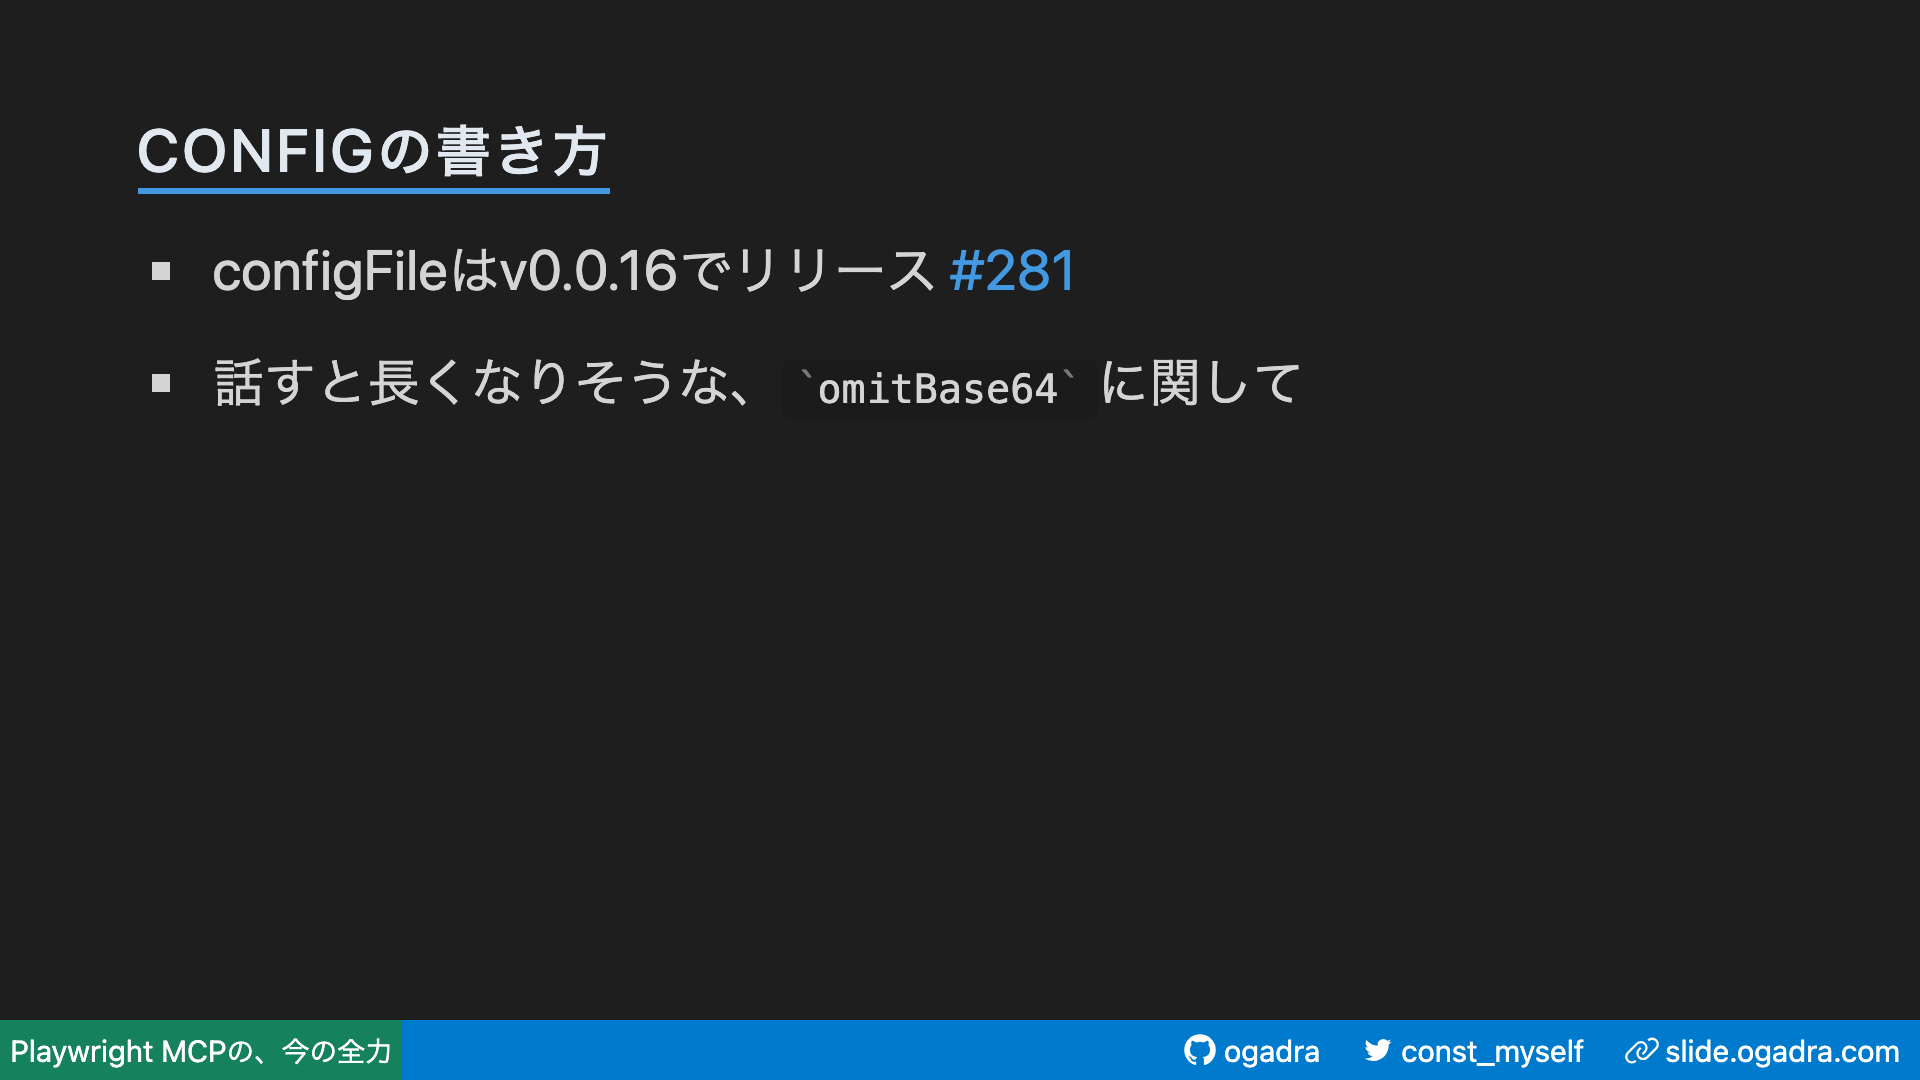 CONFIGの書き方
configFileはv0.0.16でリリース #281
話すと長くなりそうな、`omitBase64`に関して
Playwright MCPの、今の全力
ogadra
const_myself
slide.ogadra.com